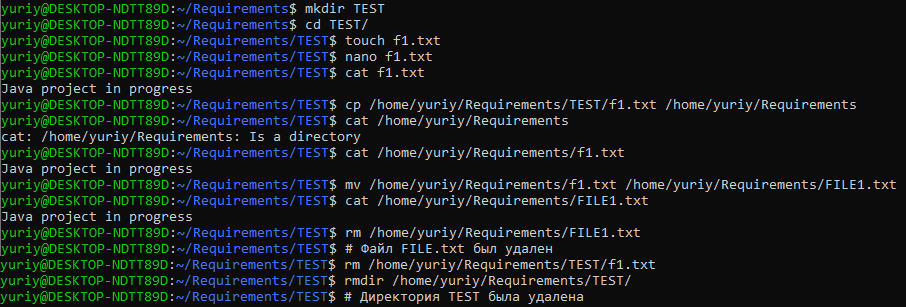 yuriy@DESKTOP-NDTT89D:~/Requirements$ mkdir TEST
yuriy@DESKTOP-NDTT89D:~/Requirements$ cd TEST/
yuriy@DESKTOP-NDTT89D:~/Requirements/TEST$ touch f1.txt
yuriy@DESKTOP-NDTT89D:~/Requirements/TEST$ nano f1.txt
yuriy@DESKTOP-NDTT89D:~/Requirements/TEST$ cat f1.txt
Java project in progress
yuriy@DESKTOP-NDTT89D:~/Requirements/TEST$ cp /home/yuriy/Requirements/TEST/f1.txt /home/yuriy/Requirements
yuriy@DESKTOP-NDTT89D:~/Requirements/TEST$ cat /home/yuriy/Requirements
cat: /home/yuriy/Requirements: Is a directory
yuriy@DESKTOP-NDTT89D:~/Requirements/TEST$ cat /home/yuriy/Requirements/f1.txt
Java project in progress
yuriy@DESKTOP-NDTT89D:~/Requirements/TEST$ mv /home/yuriy/Requirements/f1.txt /home/yuriy/Requirements/FILE1.txt
yuriy@DESKTOP-NDTT89D:~/Requirements/TEST$ cat /home/yuriy/Requirements/FILE1.txt
Java project in progress
yuriy@DESKTOP-NDTT89D:~/Requirements/TEST$ rm /home/yuriy/Requirements/FILE1.txt
yuriy@DESKTOP-NDTT89D:~/Requirements/TEST$ # Файл FILE.txt был удален
yuriy@DESKTOP-NDTT89D:~/Requirements/TEST$ rm /home/yuriy/Requirements/TEST/f1.txt
yuriy@DESKTOP-NDTT89D:~/Requirements/TEST$ rmdir /home/yuriy/Requirements/TEST/
yuriy@DESKTOP-NDTT89D:~/Requirements/TEST$ # Директория TEST была удалена